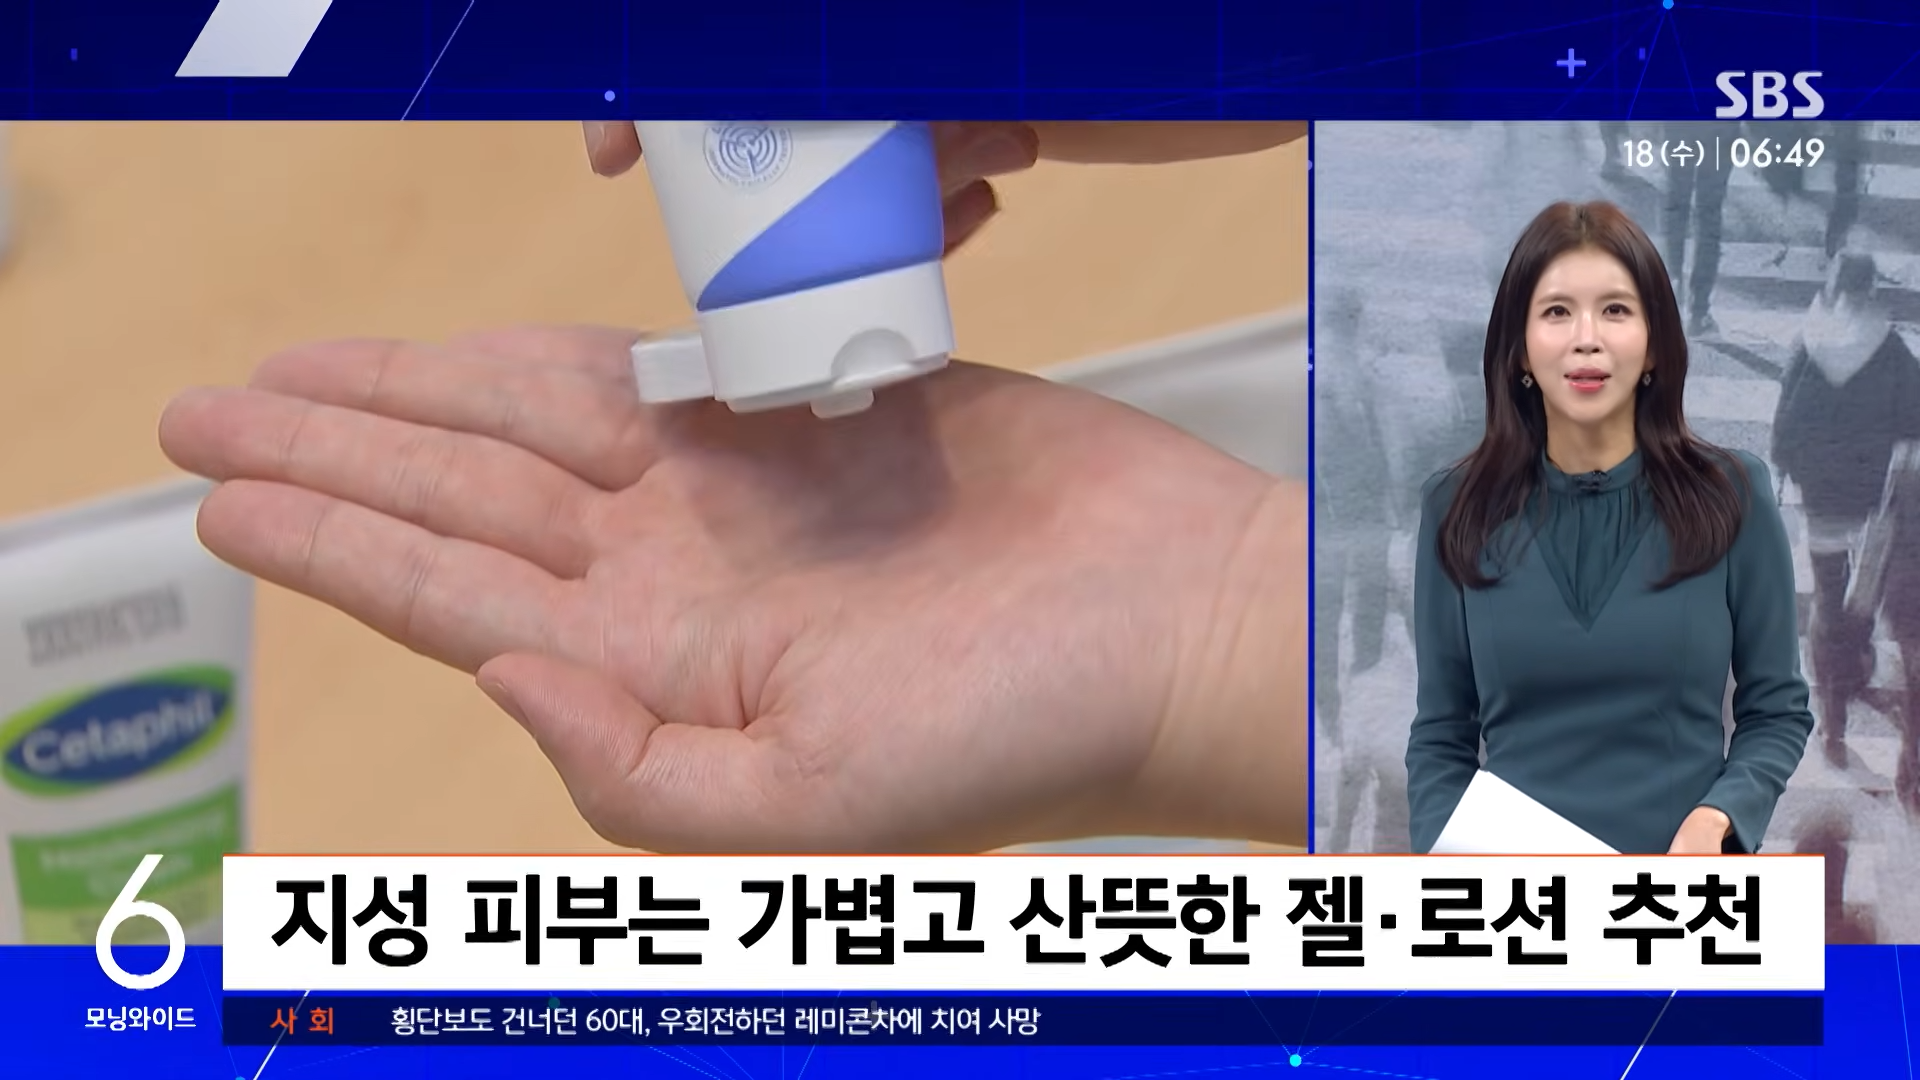 SBS
18(수) | 06:49
Cetaphil
지성 피부는 가볍고 산뜻한 젤·로션 추천
6
모닝와이드
사 회 횡단보도 건너던 60대, 우회전하던 레미콘차에 치여 사망